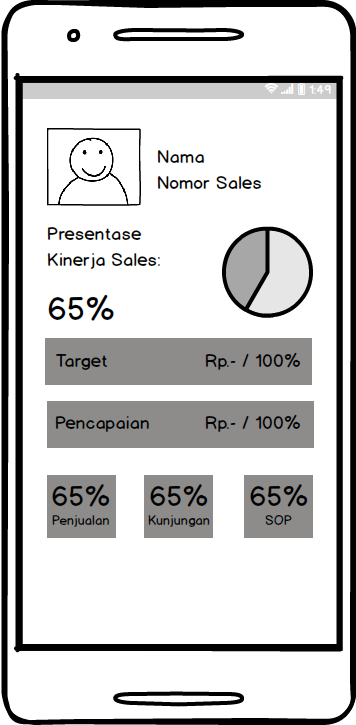 1:49
Nama
Nomor Sales
Presentase
Kinerja Sales:
65%
Target Rp.- / 100%
Pencapaian Rp.- / 100%
65% 65% 65%
Penjualan Kunjungan SOP